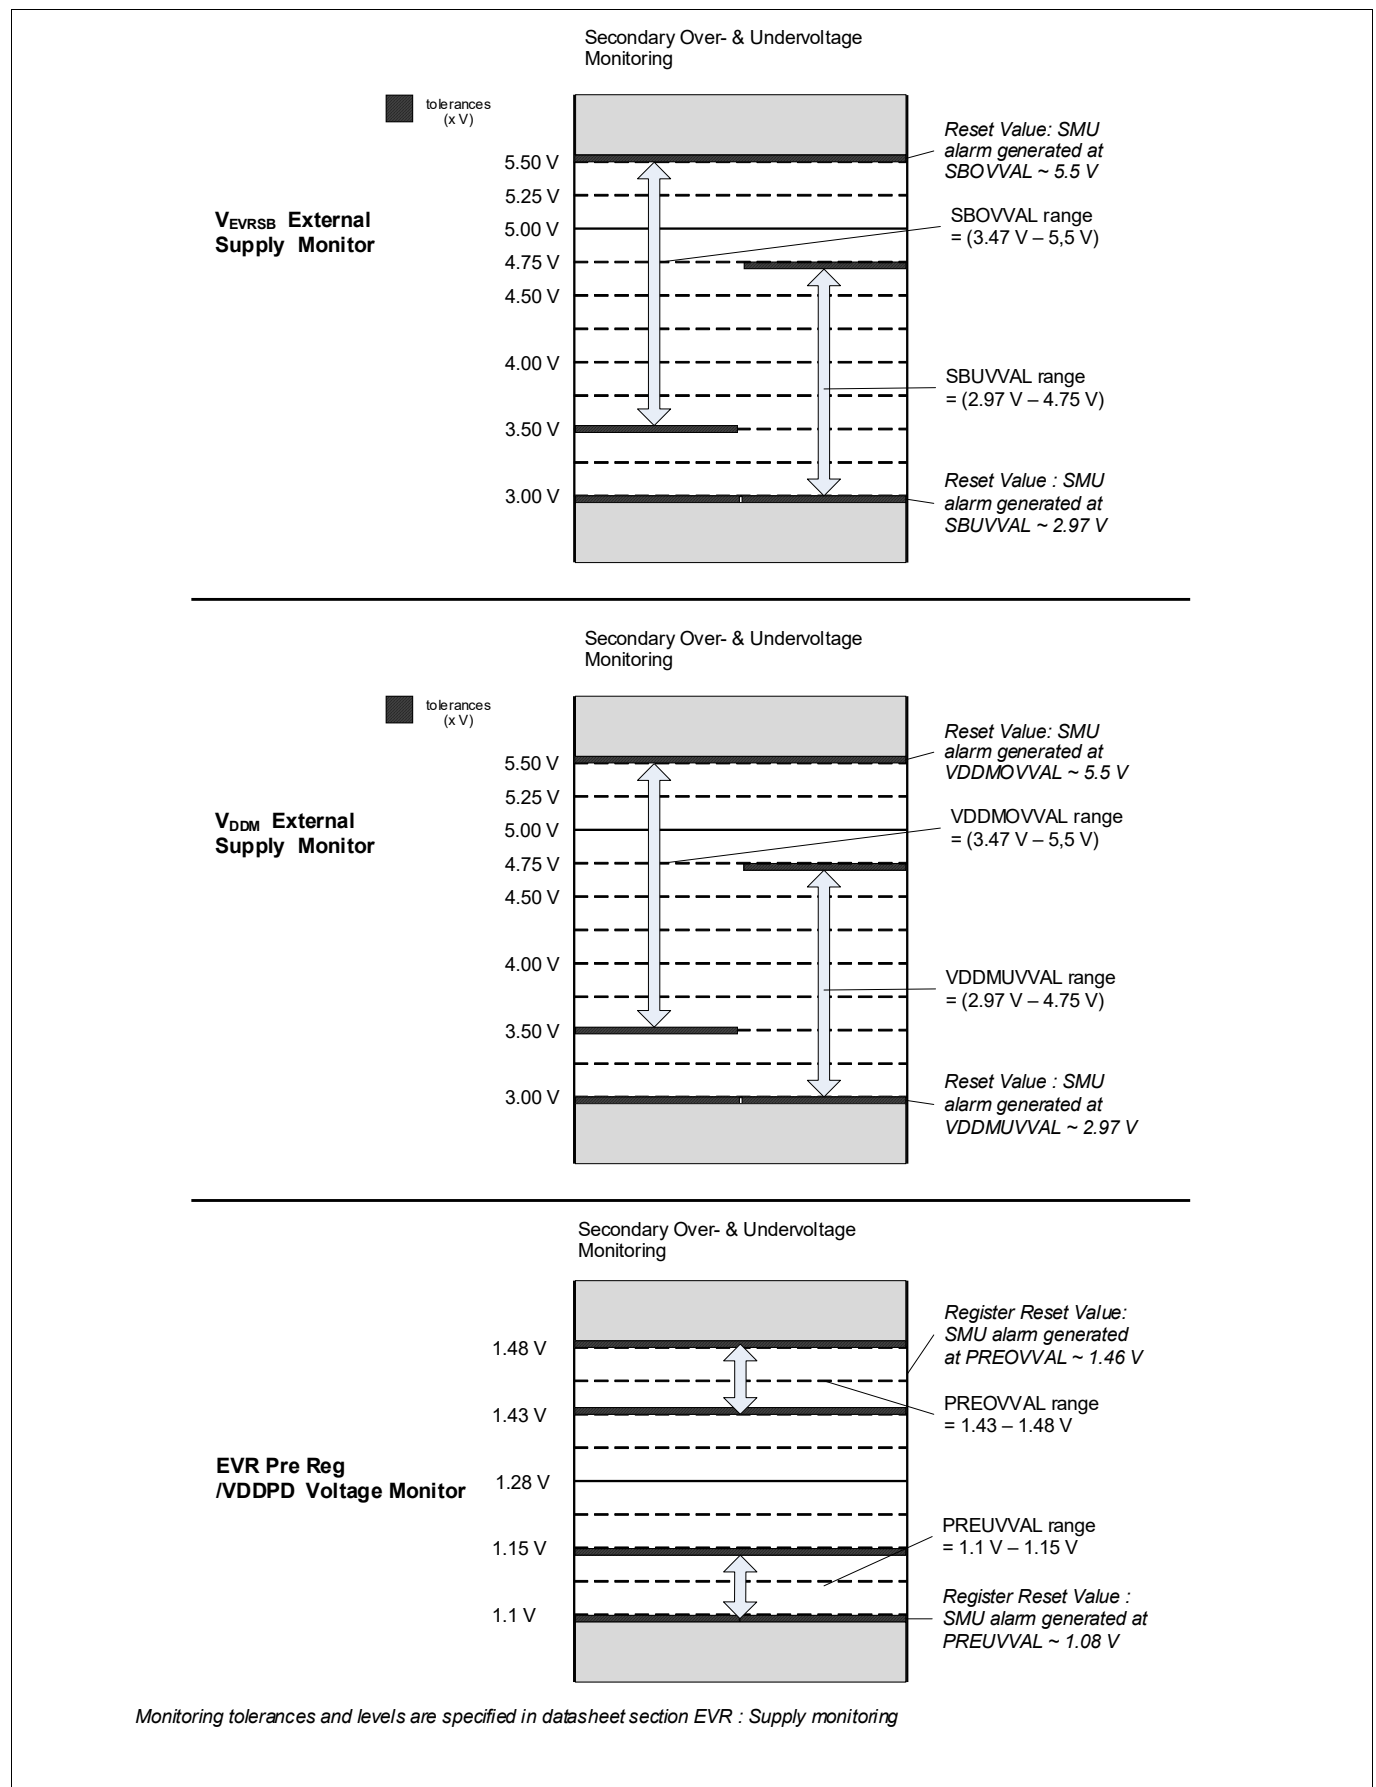 Secondary Over- & Undervoltage
Monitoring
tolerances
(x V)
5.50 V
5.25 V
5.00 V
4.75 V
4.50 V
4.00 V
3.50 V
3.00 V
VEVRSB External
Supply Monitor
Reset Value: SMU
alarm generated at
SBOVVAL ~ 5.5 V
SBOVVAL range
= (3.47 V – 5,5 V)
SBUVVAL range
= (2.97 V – 4.75 V)
Reset Value : SMU
alarm generated at
SBUVVAL ~ 2.97 V
Secondary Over- & Undervoltage
Monitoring
tolerances
(x V)
5.50 V
5.25 V
5.00 V
4.75 V
4.50 V
4.00 V
3.50 V
3.00 V
VDDM External
Supply Monitor
Reset Value: SMU
alarm generated at
VDDMOVVAL ~ 5.5 V
VDDMOVVAL range
= (3.47 V – 5,5 V)
VDDMUVVAL range
= (2.97 V – 4.75 V)
Reset Value : SMU
alarm generated at
VDDMUVVAL ~ 2.97 V
Secondary Over- & Undervoltage
Monitoring
1.48 V
1.43 V
1.28 V
1.15 V
1.1 V
EVR Pre Reg
/VDDPD Voltage Monitor
Register Reset Value:
SMU alarm generated
at PREOVVAL ~ 1.46 V
PREOVVAL range
= 1.43 – 1.48 V
PREUVVAL range
= 1.1 V – 1.15 V
Register Reset Value :
SMU alarm generated at
PREUVVAL ~ 1.08 V
Monitoring tolerances and levels are specified in datasheet section EVR : Supply monitoring